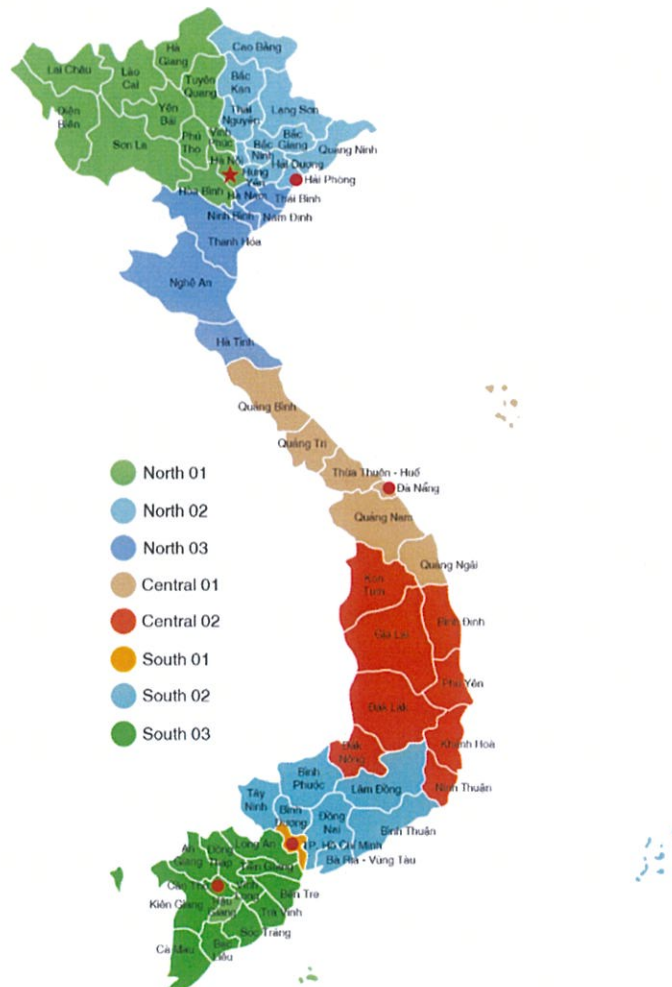 Hà
Giang
Cao Bằng
Lai Châu
Lào
Cai
Bắc
Kạn
Tuyên
Quang
Điện
Biên
Yên
Bái
Thái
Nguyên
Lạng Sơn
Sơn La
Phú
Thọ
Vĩnh
Phúc
Bắc
Giang
Bắc
Ninh
Quảng Ninh
Hà Nội
Hải Dương
Hưng
Yên
Hải Phòng
Hòa Bình
Hà Nam
Thái Bình
Ninh Bình
Nam Định
Thanh Hóa
Nghệ An
Hà Tĩnh
Quảng Bình
Quảng Trị
Thừa Thuên - Huế
Đà Nẵng
Quảng Nam
Quảng Ngãi
North 01
North 02
North 03
Central 01
Central 02
South 01
South 02
South 03
Kon
Tum
Bình Định
Gia Lai
Phú Yên
Đak Lak
Khánh Hoà
Đak
Nông
Ninh Thuận
Bình
Phước
Lâm Đồng
Tây
Ninh
Bình
Dương
Đồng
Nai
Bình Thuận
TP. Hồ Chí Minh
Bà Rịa - Vũng Tàu
Long An
An
Giang
Đồng
Tháp
Tiền Giang
Cần Thơ
Vĩnh
Long
Bến Tre
Kiên Giang
Hậu
Giang
Trà Vinh
Sóc Trăng
Cà Mau
Bạc
Liêu